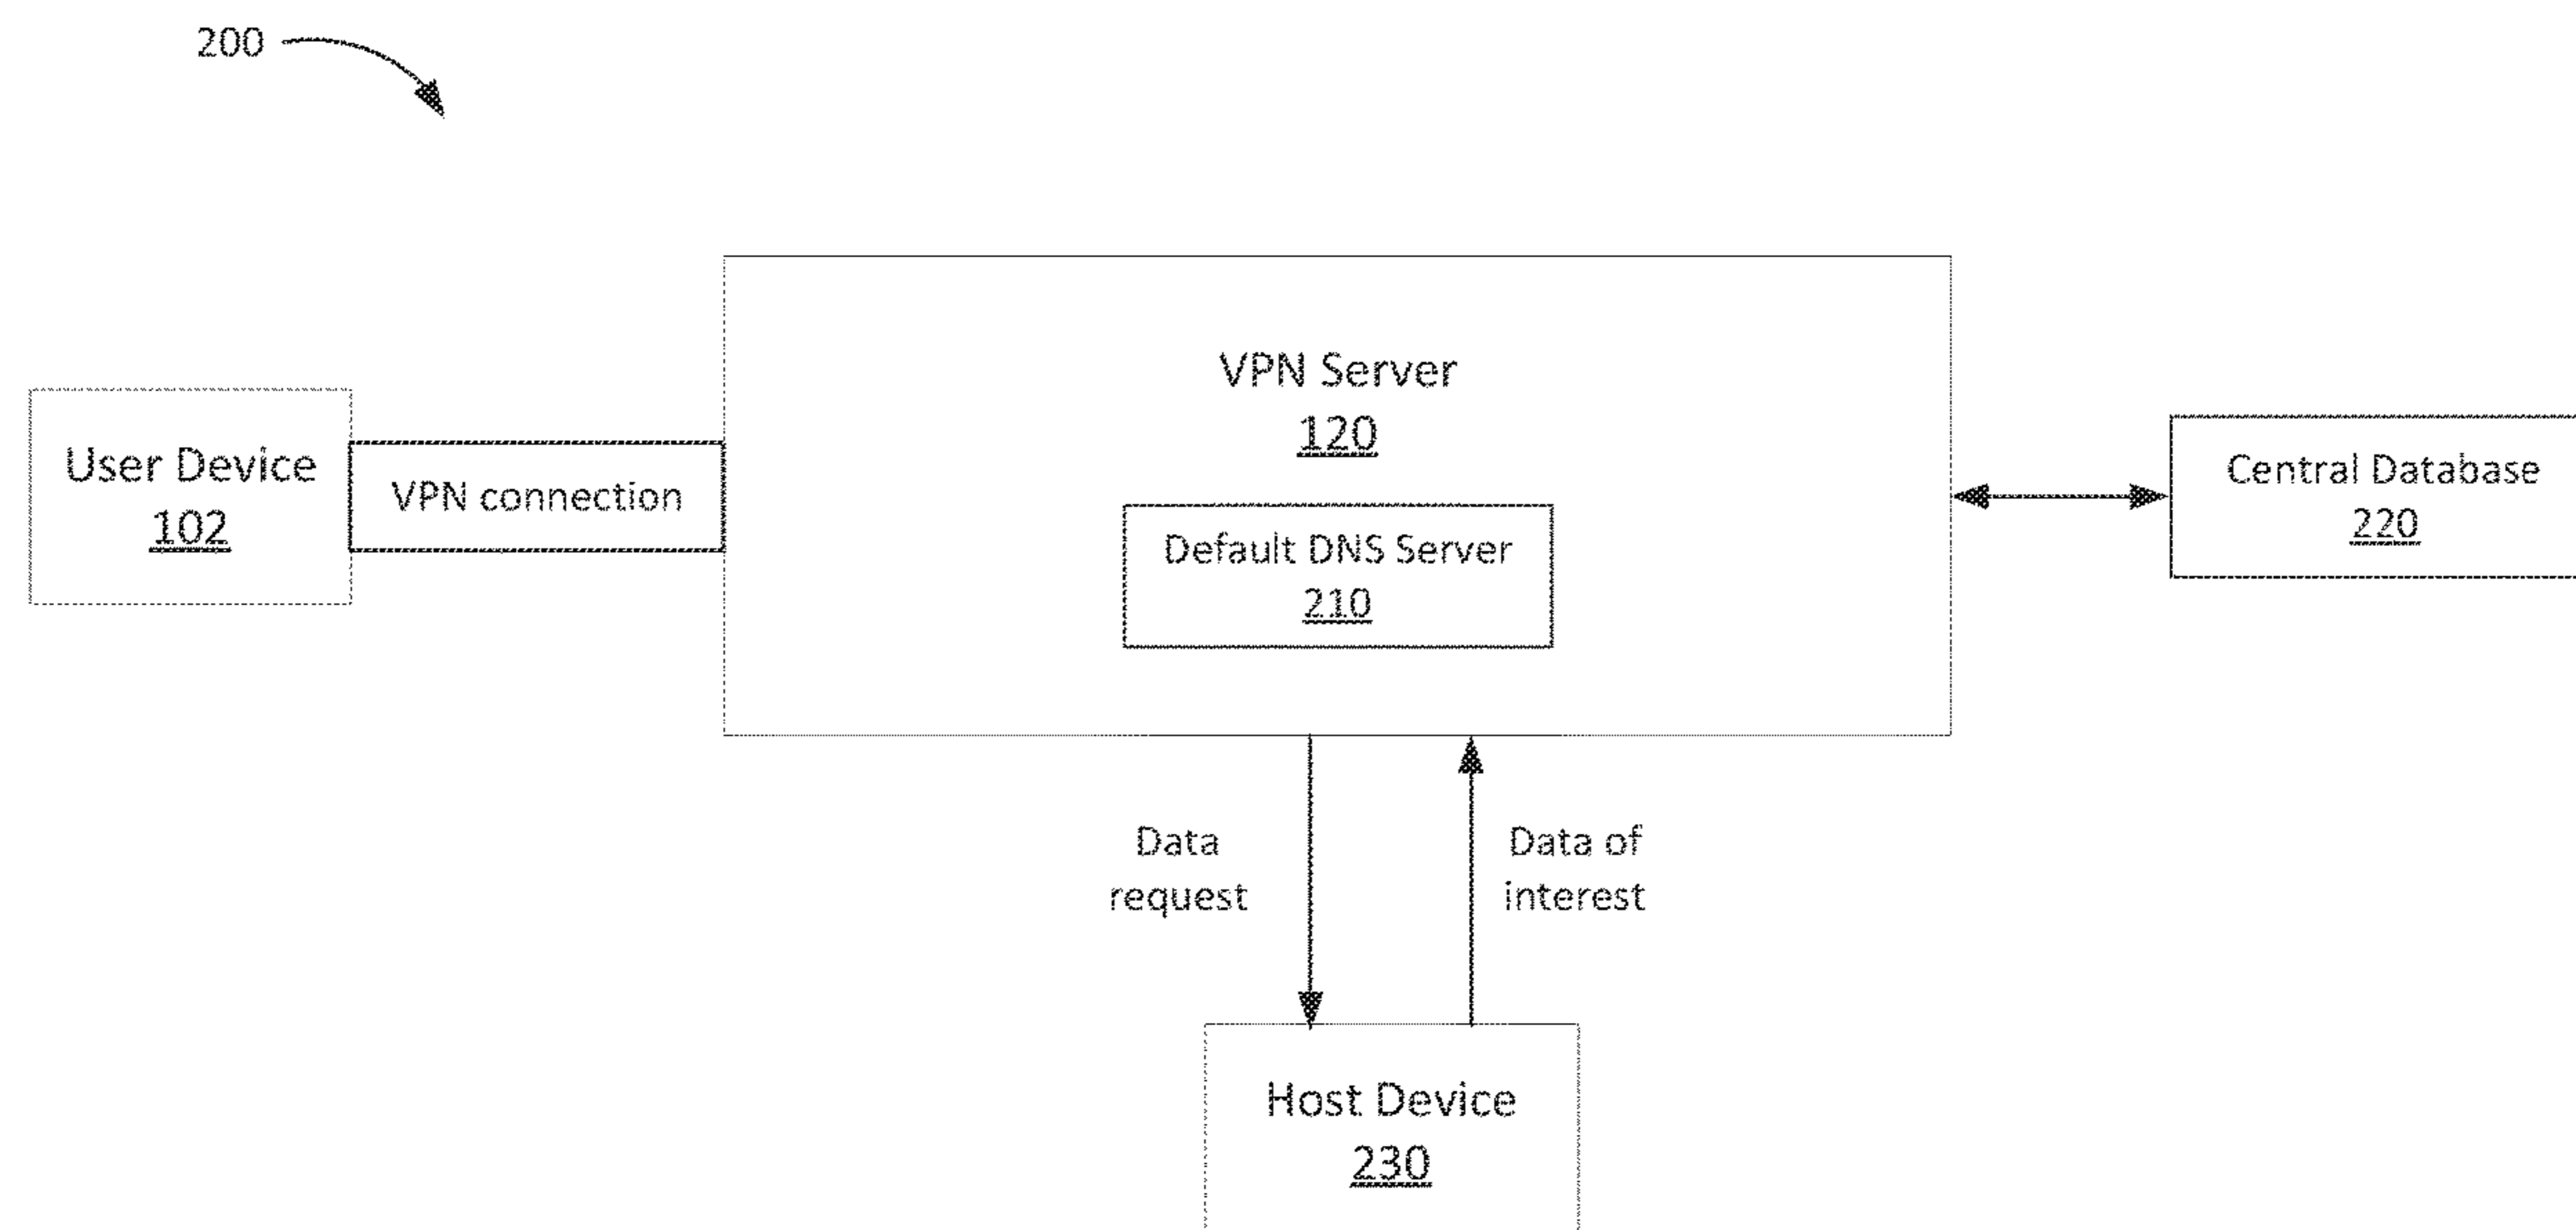 200
VPN Server
120
User Device
102
VPN connection
Default DNS Server
210
Central Database
220
Data
request
Data of
interest
Host Device
230